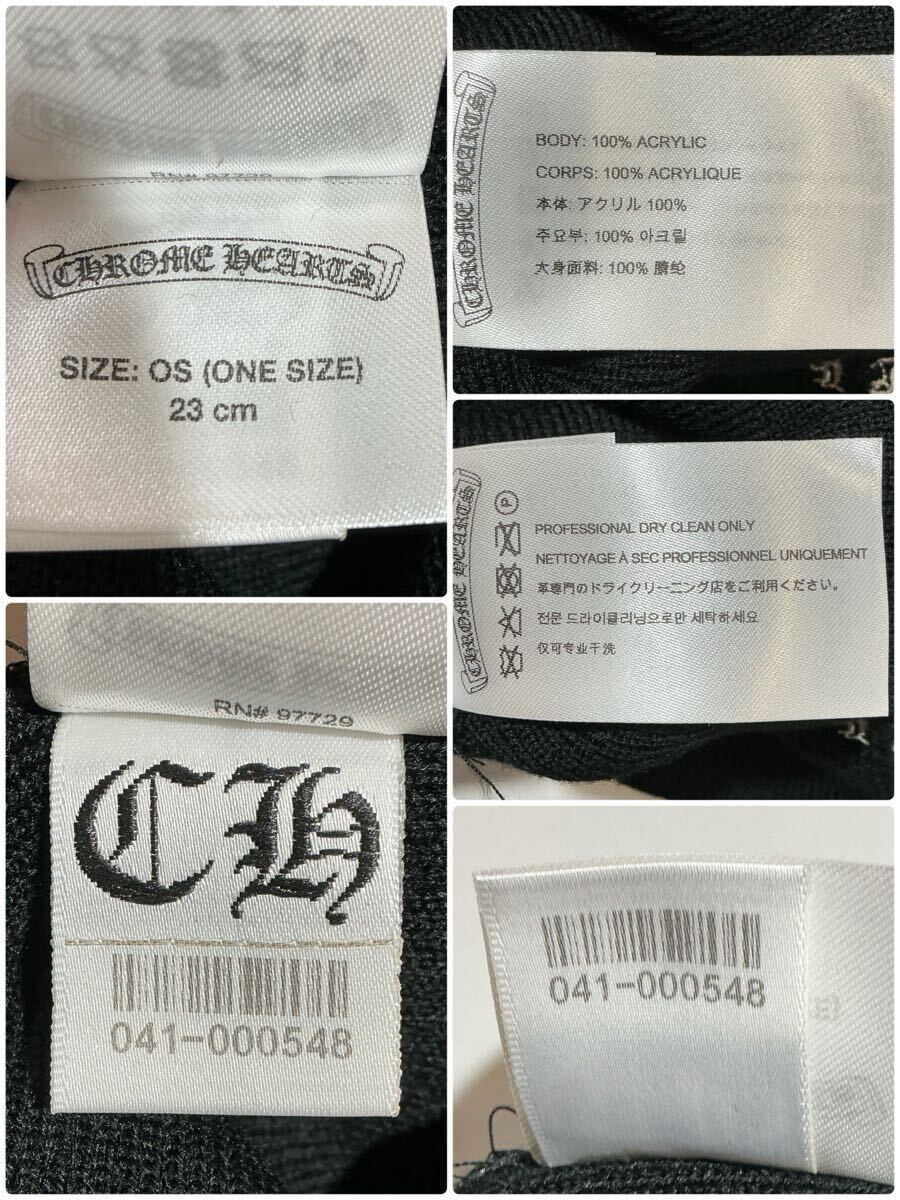 RN# 97729
CHROME HEARTS
SIZE: OS (ONE SIZE)
23 cm
CHROME HEARTS
BODY: 100% ACRYLIC
CORPS: 100% ACRYLIQUE
本体: アクリル 100%
주요부: 100% 아크릴
大身面料: 100% 腈纶
CHROME HEARTS
P
PROFESSIONAL DRY CLEAN ONLY
NETTOYAGE À SEC PROFESSIONNEL UNIQUEMENT
革専門のドライクリーニング店をご利用ください。
전문 드라이클리닝으로만 세탁하세요
仅可专业干洗
RN# 97729
CH
041-000548
041-000548